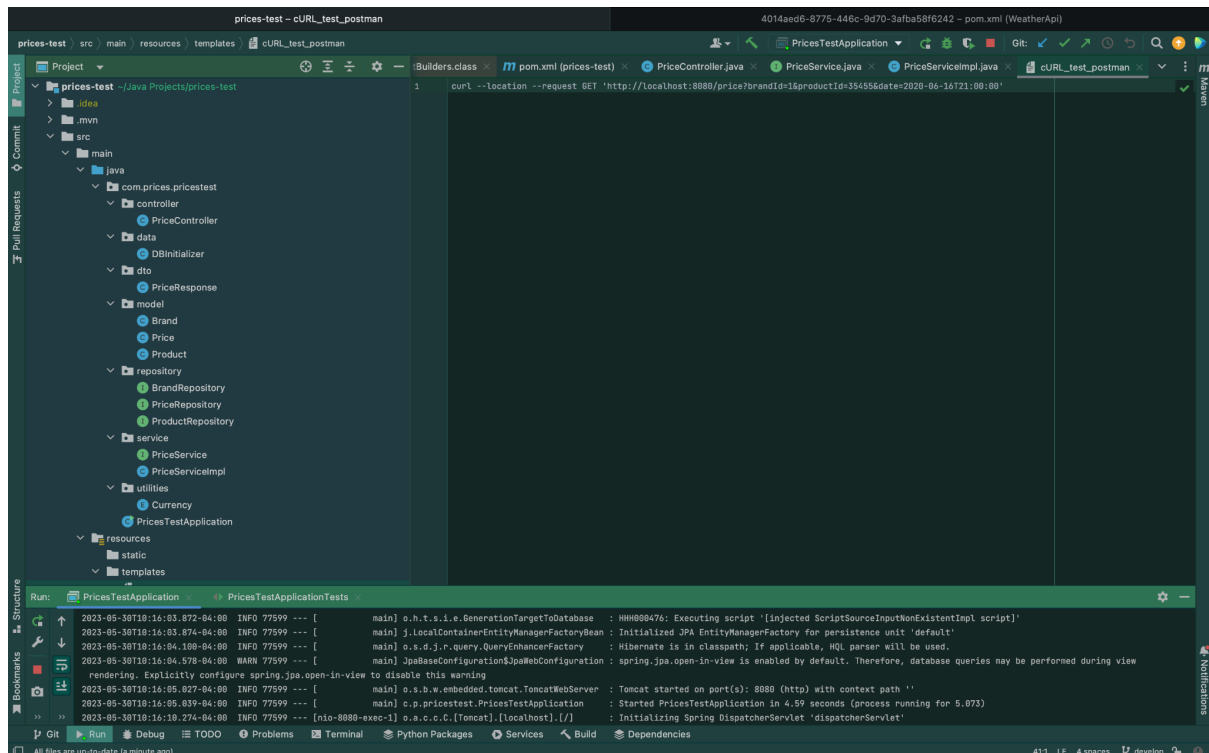 prices-test – cURL_test_postman
4014aed6-8775-446c-9d70-3afba58f6242 – pom.xml (WeatherApi)
prices-test > src > main > resources > templates > cURL_test_postman
PricesTestApplication
Git:
Project
Builders.class
pom.xml (prices-test)
PriceController.java
PriceService.java
PriceServiceImpl.java
cURL_test_postman
Project
Commit
Pull Requests
Structure
Bookmarks
Maven
Notifications
prices-test ~/Java Projects/prices-test
.idea
.mvn
src
main
java
com.prices.pricestest
controller
PriceController
data
DBInitializer
dto
PriceResponse
model
Brand
Price
Product
repository
BrandRepository
PriceRepository
ProductRepository
service
PriceService
PriceServiceImpl
utilities
Currency
PricesTestApplication
resources
static
templates
1 curl --location --request GET 'http://localhost:8080/price?brandId=1&productId=35455&date=2020-06-16T21:00:00'
Run: PricesTestApplication PricesTestApplicationTests
2023-05-30T10:16:03.872-04:00 INFO 77599 --- [ main] o.h.t.s.i.e.GenerationTargetToDatabase : HHH000476: Executing script '[injected ScriptSourceInputNonExistentImpl script]'
2023-05-30T10:16:03.874-04:00 INFO 77599 --- [ main] j.LocalContainerEntityManagerFactoryBean : Initialized JPA EntityManagerFactory for persistence unit 'default'
2023-05-30T10:16:04.100-04:00 INFO 77599 --- [ main] o.s.d.j.r.query.QueryEnhancerFactory : Hibernate is in classpath; If applicable, HQL parser will be used.
2023-05-30T10:16:04.578-04:00 WARN 77599 --- [ main] JpaBaseConfiguration$JpaWebConfiguration : spring.jpa.open-in-view is enabled by default. Therefore, database queries may be performed during view
rendering. Explicitly configure spring.jpa.open-in-view to disable this warning
2023-05-30T10:16:05.027-04:00 INFO 77599 --- [ main] o.s.b.w.embedded.tomcat.TomcatWebServer : Tomcat started on port(s): 8080 (http) with context path ''
2023-05-30T10:16:05.039-04:00 INFO 77599 --- [ main] c.p.pricestest.PricesTestApplication : Started PricesTestApplication in 4.59 seconds (process running for 5.073)
2023-05-30T10:16:10.274-04:00 INFO 77599 --- [nio-8080-exec-1] o.a.c.c.C.[Tomcat].[localhost].[/] : Initializing Spring DispatcherServlet 'dispatcherServlet'
Git Run Debug TODO Problems Terminal Python Packages Services Build Dependencies
All files are up-to-date (a minute ago)
41:1 LF 4 spaces develop